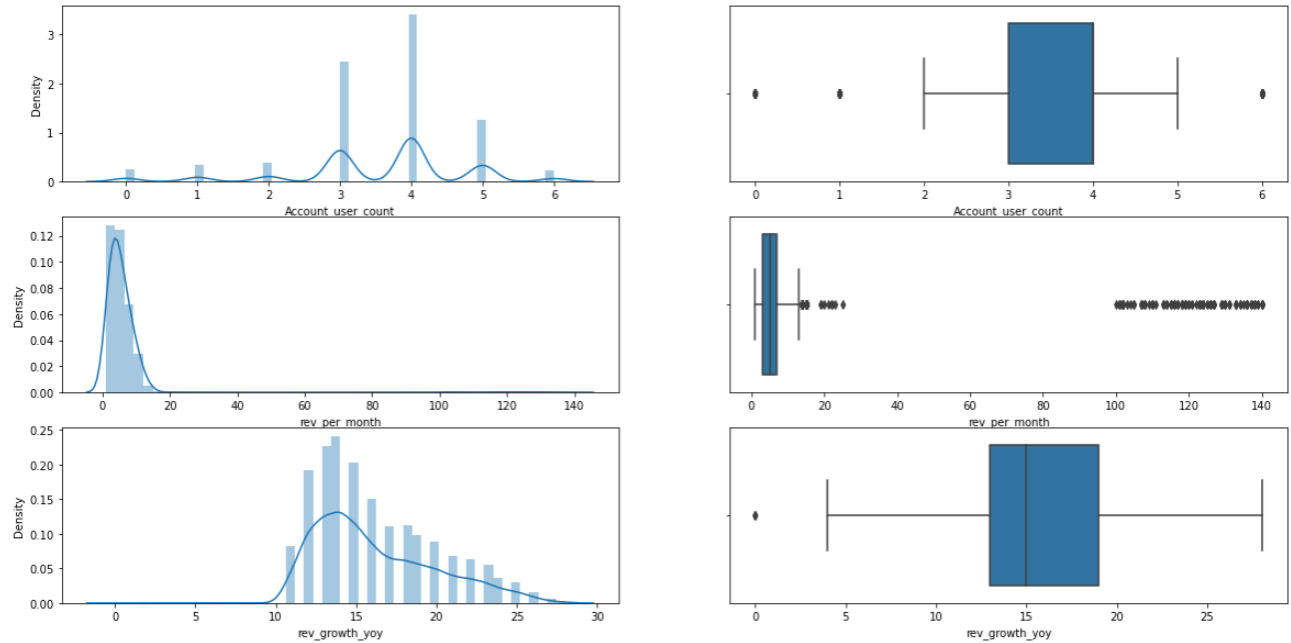 Density
3
2
1
0
0 1 2 3 4 5 6
Account_user_count
0 1 2 3 4 5 6
Account_user_count
Density
0.12
0.10
0.08
0.06
0.04
0.02
0.00
0 20 40 60 80 100 120 140
rev_per_month
0 20 40 60 80 100 120 140
rev_per_month
Density
0.25
0.20
0.15
0.10
0.05
0.00
0 5 10 15 20 25 30
rev_growth_yoy
0 5 10 15 20 25
rev_growth_yoy